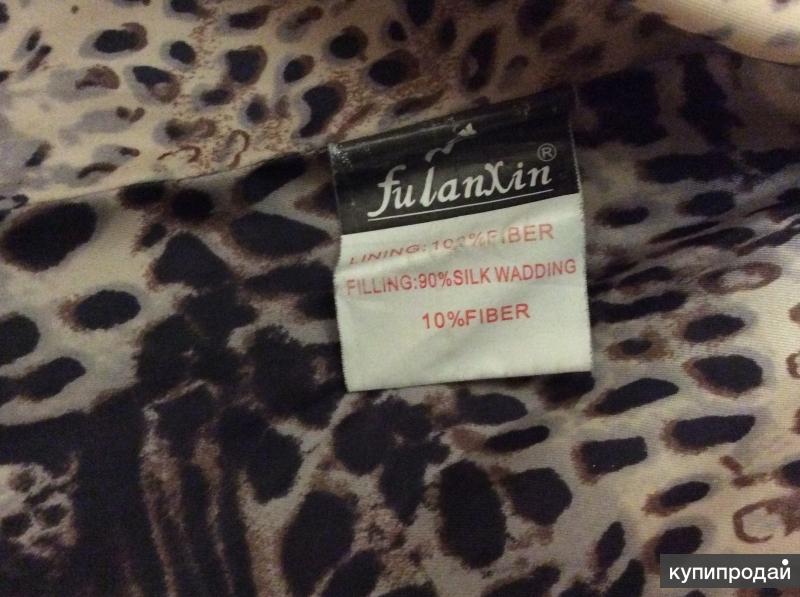 fulanxin®
LINING: 100%FIBER
FILLING:90%SILK WADDING
10%FIBER
купипродай